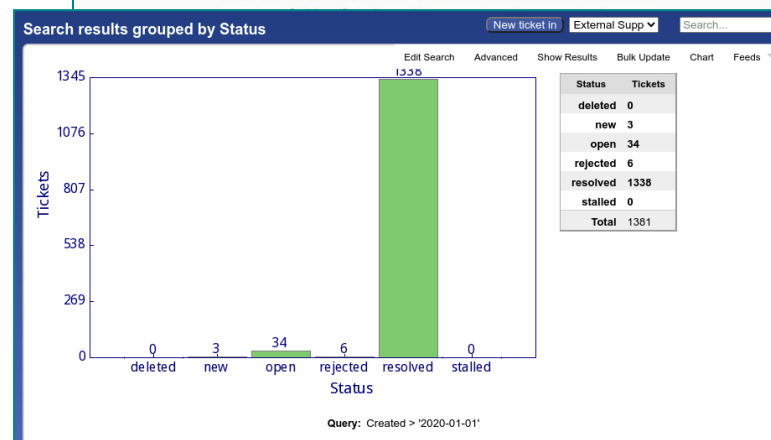 Search results grouped by Status
New ticket in External Supp Search...
Edit Search Advanced Show Results Bulk Update Chart Feeds
1338
1345
1076
807
538
269
0
Tickets
0 3 34 6 0
deleted new open rejected resolved stalled
Status
Status Tickets
deleted 0
new 3
open 34
rejected 6
resolved 1338
stalled 0
Total 1381
Query: Created > '2020-01-01'